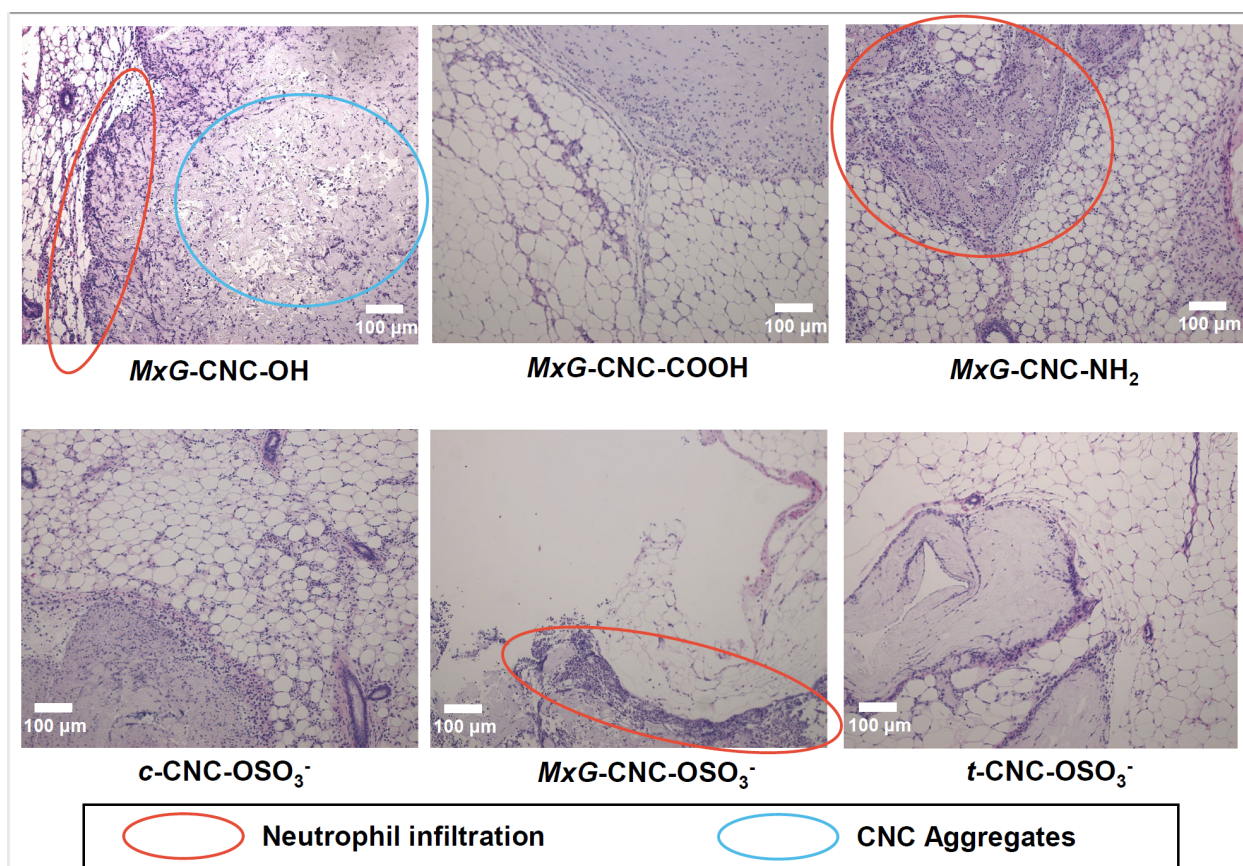 100 µm
100 µm
100 µm
MxG-CNC-OH
MxG-CNC-COOH
MxG-CNC-NH₂
100 µm
100 µm
100 µm
c-CNC-OSO₃⁻
MxG-CNC-OSO₃⁻
t-CNC-OSO₃⁻
Neutrophil infiltration
CNC Aggregates